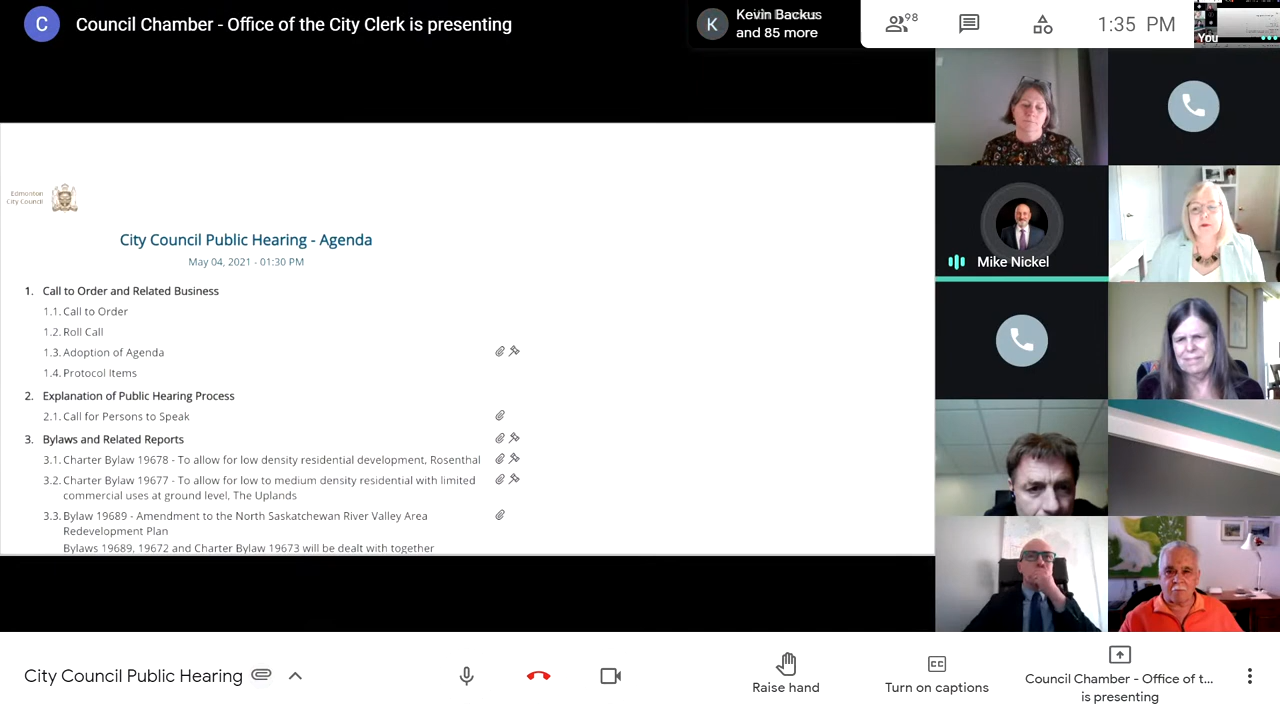 C
Council Chamber - Office of the City Clerk is presenting
K
Kevin Backus
and 85 more
98
1:35 PM
You
Edmonton
City Council
City Council Public Hearing - Agenda
May 04, 2021 - 01:30 PM
1. Call to Order and Related Business
1.1. Call to Order
1.2. Roll Call
1.3. Adoption of Agenda
1.4. Protocol Items
2. Explanation of Public Hearing Process
2.1. Call for Persons to Speak
3. Bylaws and Related Reports
3.1. Charter Bylaw 19678 - To allow for low density residential development, Rosenthal
3.2. Charter Bylaw 19677 - To allow for low to medium density residential with limited
commercial uses at ground level, The Uplands
3.3. Bylaw 19689 - Amendment to the North Saskatchewan River Valley Area
Redevelopment Plan
Bylaws 19689, 19672 and Charter Bylaw 19673 will be dealt with together
Mike Nickel
City Council Public Hearing
Raise hand
CC
Turn on captions
Council Chamber - Office of t...
is presenting